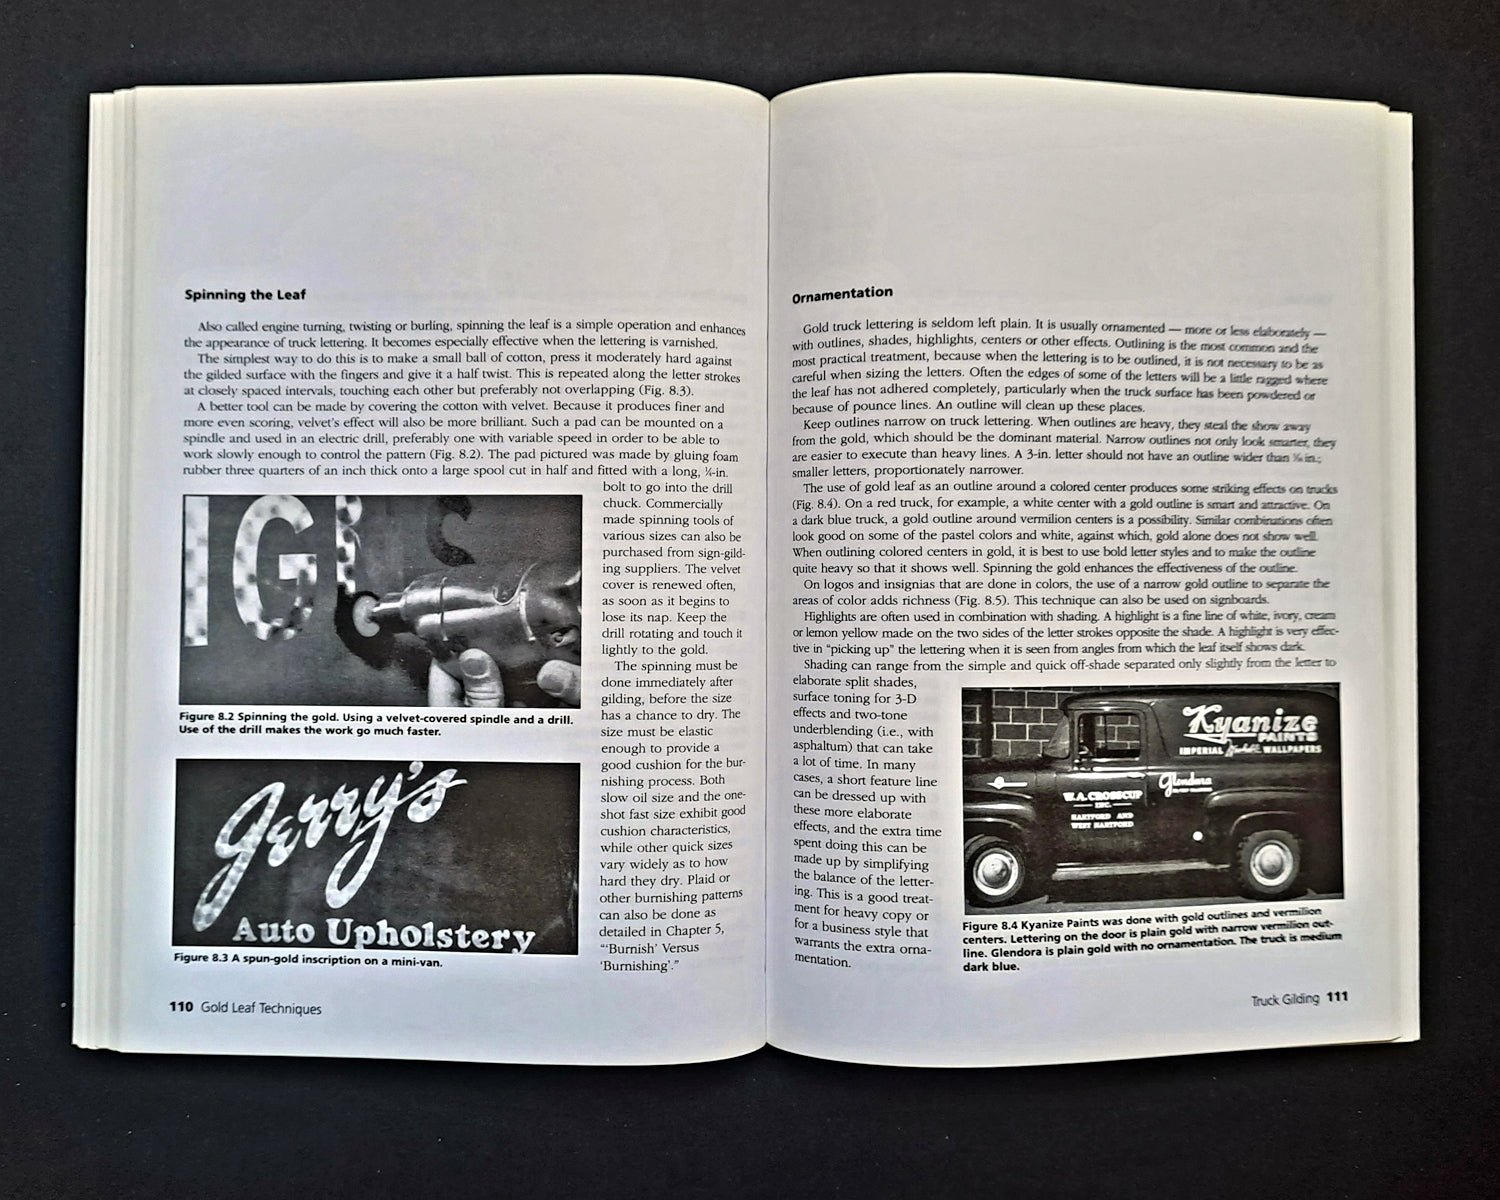 Spinning the Leaf
Also called engine turning, twisting or burling, spinning the leaf is a simple operation and enhances
the appearance of truck lettering. It becomes especially effective when the lettering is varnished.
The simplest way to do this is to make a small ball of cotton, press it moderately hard against
the gilded surface with the fingers and give it a half twist. This is repeated along the letter strokes
at closely spaced intervals, touching each other but preferably not overlapping (Fig. 8.3).
A better tool can be made by covering the cotton with velvet. Because it produces finer and
more even scoring, velvet's effect will also be more brilliant. Such a pad can be mounted on a
spindle and used in an electric drill, preferably one with variable speed in order to be able to
work slowly enough to control the pattern (Fig. 8.2). The pad pictured was made by gluing foam
rubber three quarters of an inch thick onto a large spool cut in half and fitted with a long, ¼-in.
bolt to go into the drill
chuck. Commercially
made spinning tools of
various sizes can also be
purchased from sign-gild-
ing suppliers. The velvet
cover is renewed often,
as soon as it begins to
lose its nap. Keep the
drill rotating and touch it
lightly to the gold.
The spinning must be
done immediately after
gilding, before the size
has a chance to dry. The
size must be elastic
enough to provide a
good cushion for the bur-
nishing process. Both
slow oil size and the one-
shot fast size exhibit good
cushion characteristics,
while other quick sizes
vary widely as to how
hard they dry. Plaid or
other burnishing patterns
can also be done as
detailed in Chapter 5,
"'Burnish' Versus
'Burnishing'."
IG
Figure 8.2 Spinning the gold. Using a velvet-covered spindle and a drill.
Use of the drill makes the work go much faster.
Jerry's
Auto Upholstery
Figure 8.3 A spun-gold inscription on a mini-van.
110 Gold Leaf Techniques
Ornamentation
Gold truck lettering is seldom left plain. It is usually ornamented — more or less elaborately —
with outlines, shades, highlights, centers or other effects. Outlining is the most common and the
most practical treatment, because when the lettering is to be outlined, it is not necessary to be as
careful when sizing the letters. Often the edges of some of the letters will be a little ragged where
the leaf has not adhered completely, particularly when the truck surface has been powdered or
because of pounce lines. An outline will clean up these places.
Keep outlines narrow on truck lettering. When outlines are heavy, they steal the show away
from the gold, which should be the dominant material. Narrow outlines not only look smarter, they
are easier to execute than heavy lines. A 3-in. letter should not have an outline wider than in.;
smaller letters, proportionately narrower.
The use of gold leaf as an outline around a colored center produces some striking effects on trucks
(Fig. 8.4). On a red truck, for example, a white center with a gold outline is smart and attractive. On
a dark blue truck, a gold outline around vermilion centers is a possibility. Similar combinations often
look good on some of the pastel colors and white, against which, gold alone does not show well.
When outlining colored centers in gold, it is best to use bold letter styles and to make the outline
quite heavy so that it shows well. Spinning the gold enhances the effectiveness of the outline.
On logos and insignias that are done in colors, the use of a narrow gold outline to separate the
areas of color adds richness (Fig. 8.5). This technique can also be used on signboards.
Highlights are often used in combination with shading. A highlight is a fine line of white, ivory, cream
or lemon yellow made on the two sides of the letter strokes opposite the shade. A highlight is very effec-
tive in "picking up" the lettering when it is seen from angles from which the leaf itself shows dark.
Shading can range from the simple and quick off-shade separated only slightly from the letter to
elaborate split shades,
surface toning for 3-D
effects and two-tone
underblending (i.e., with
asphaltum) that can take
a lot of time. In many
cases, a short feature line
can be dressed up with
these more elaborate
effects, and the extra time
spent doing this can be
made up by simplifying
the balance of the letter-
ing. This is a good treat-
ment for heavy copy or
for a business style that
warrants the extra orna-
mentation.
Kyanize
PAINTS
IMPERIAL WALLPAPERS
Glendura
W.A. CROSSCUP
INC.
HARTFORD AND
WEST HARTFORD
Figure 8.4 Kyanize Paints was done with gold outlines and vermilion
centers. Lettering on the door is plain gold with narrow vermilion out-
line. Glendora is plain gold with no ornamentation. The truck is medium
dark blue.
Truck Gilding 111